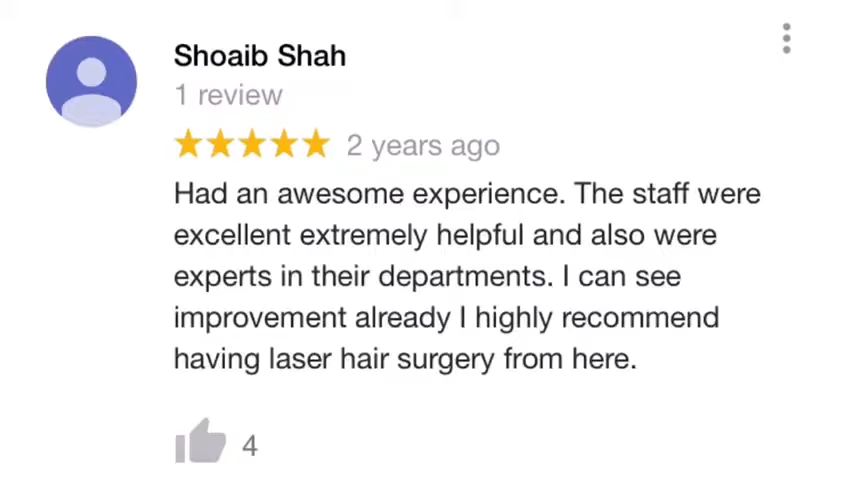 Shoaib Shah
1 review
2 years ago
Had an awesome experience. The staff were
excellent extremely helpful and also were
experts in their departments. I can see
improvement already I highly recommend
having laser hair surgery from here.
4